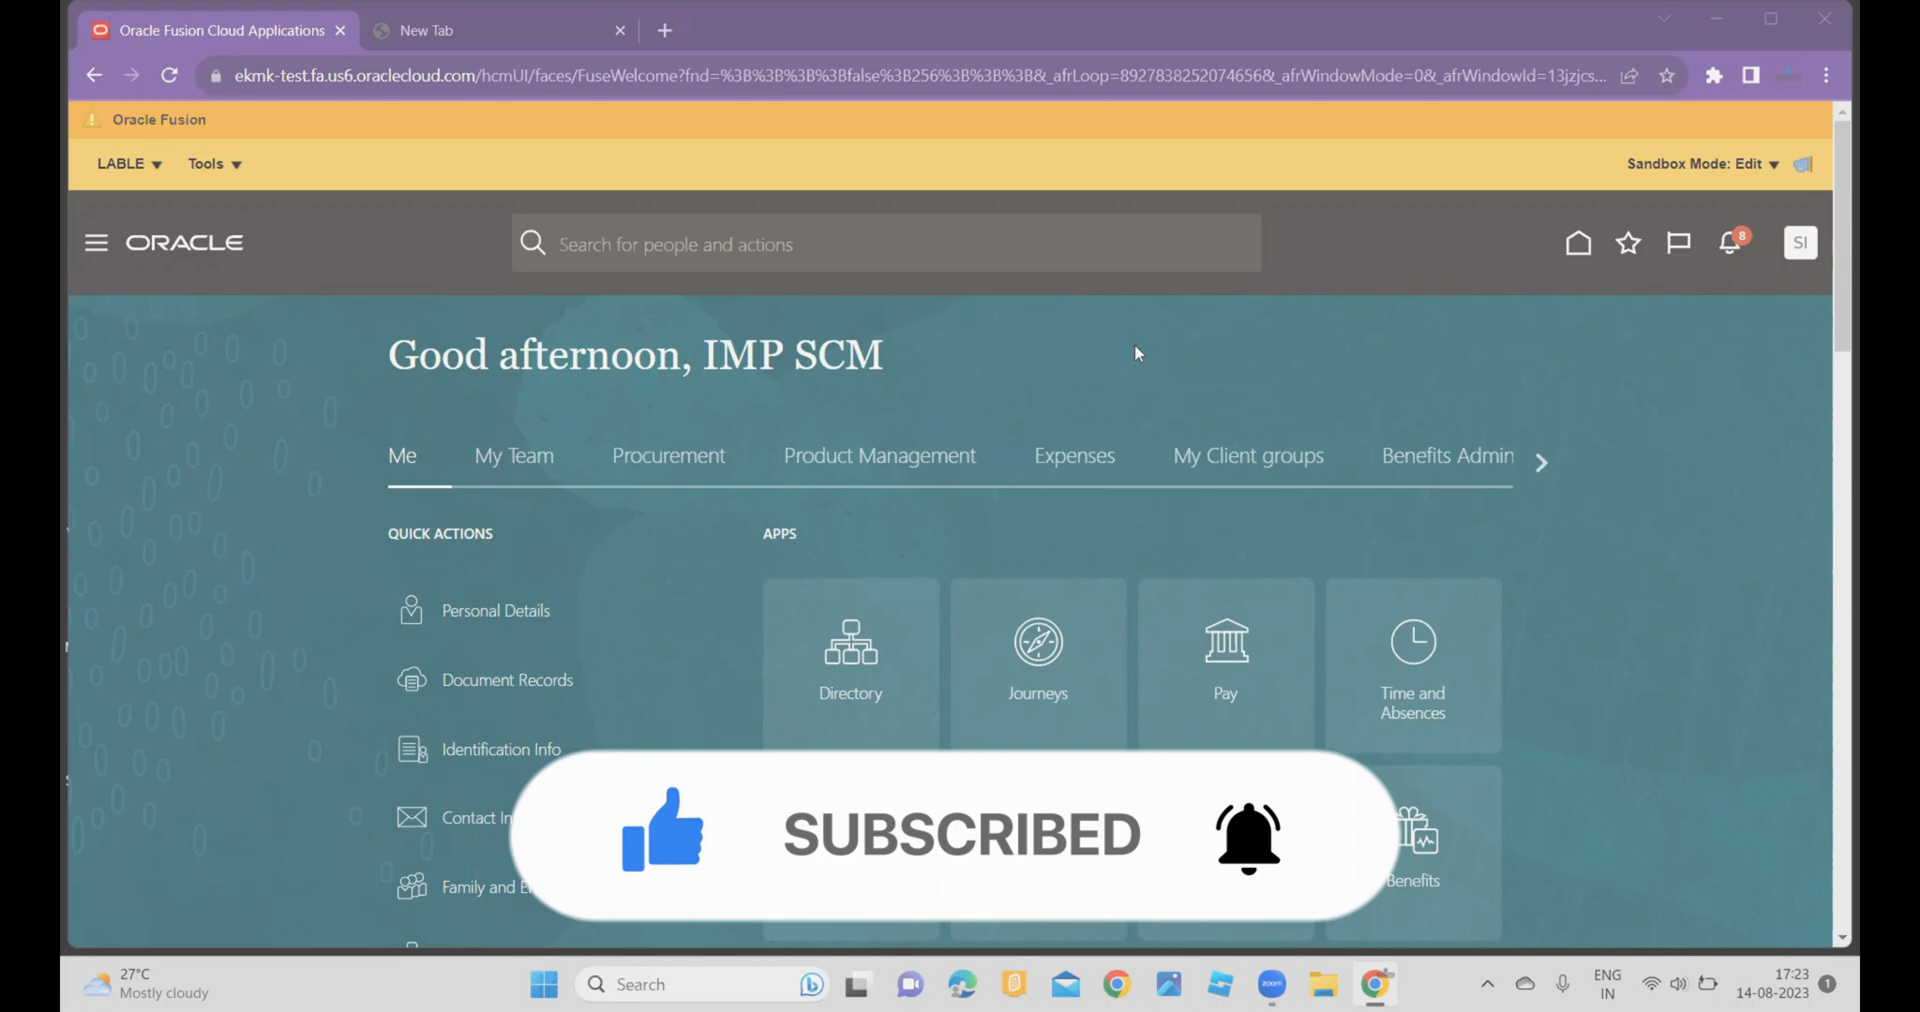 Oracle Fusion Cloud Applications
New Tab
ekmk-test.fa.us6.oraclecloud.com/hcmUI/faces/FuseWelcome?fnd=%3B%3B%3B%3Bfalse%3B256%3B%3B%3B&_afrLoop=89278382520746​56&_afrWindowMode=0&_afrWindowId=13jzjcs...
Oracle Fusion
LABLE Tools Sandbox Mode: Edit
ORACLE
Search for people and actions
8
SI
Good afternoon, IMP SCM
Me My Team Procurement Product Management Expenses My Client groups Benefits Admin
QUICK ACTIONS
APPS
Personal Details
Document Records
Identification Info
Contact In
Family and E
Directory
Journeys
Pay
Time and
Absences
Benefits
SUBSCRIBED
27°C
Mostly cloudy
Search
zoom
ENG
IN
17:23
14-08-2023
1